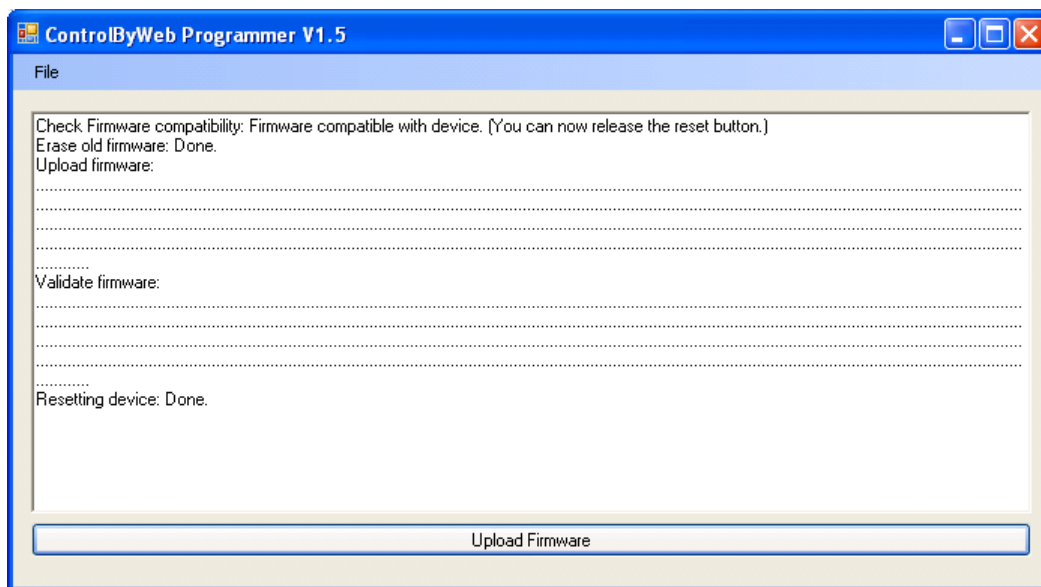 ControlByWeb Programmer V1.5
File
Check Firmware compatibility: Firmware compatible with device. (You can now release the reset button.)
Erase old firmware: Done.
Upload firmware:
....................................................................................................................................................................................
....................................................................................................................................................................................
....................................................................................................................................................................................
....................................................................................................................................................................................
............
Validate firmware:
....................................................................................................................................................................................
....................................................................................................................................................................................
....................................................................................................................................................................................
....................................................................................................................................................................................
............
Resetting device: Done.
Upload Firmware